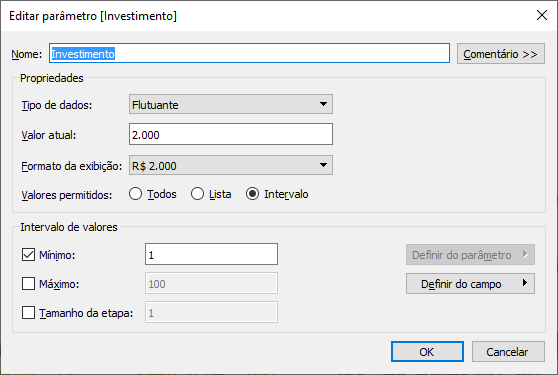 Editar parâmetro [Investimento]
Nome: Investimento Comentário >>
Propriedades
Tipo de dados: Flutuante
Valor atual: 2.000
Formato da exibição: R$ 2.000
Valores permitidos: Todos Lista Intervalo
Intervalo de valores
Mínimo: 1 Definir do parâmetro
Máximo: 100 Definir do campo
Tamanho da etapa: 1
OK Cancelar